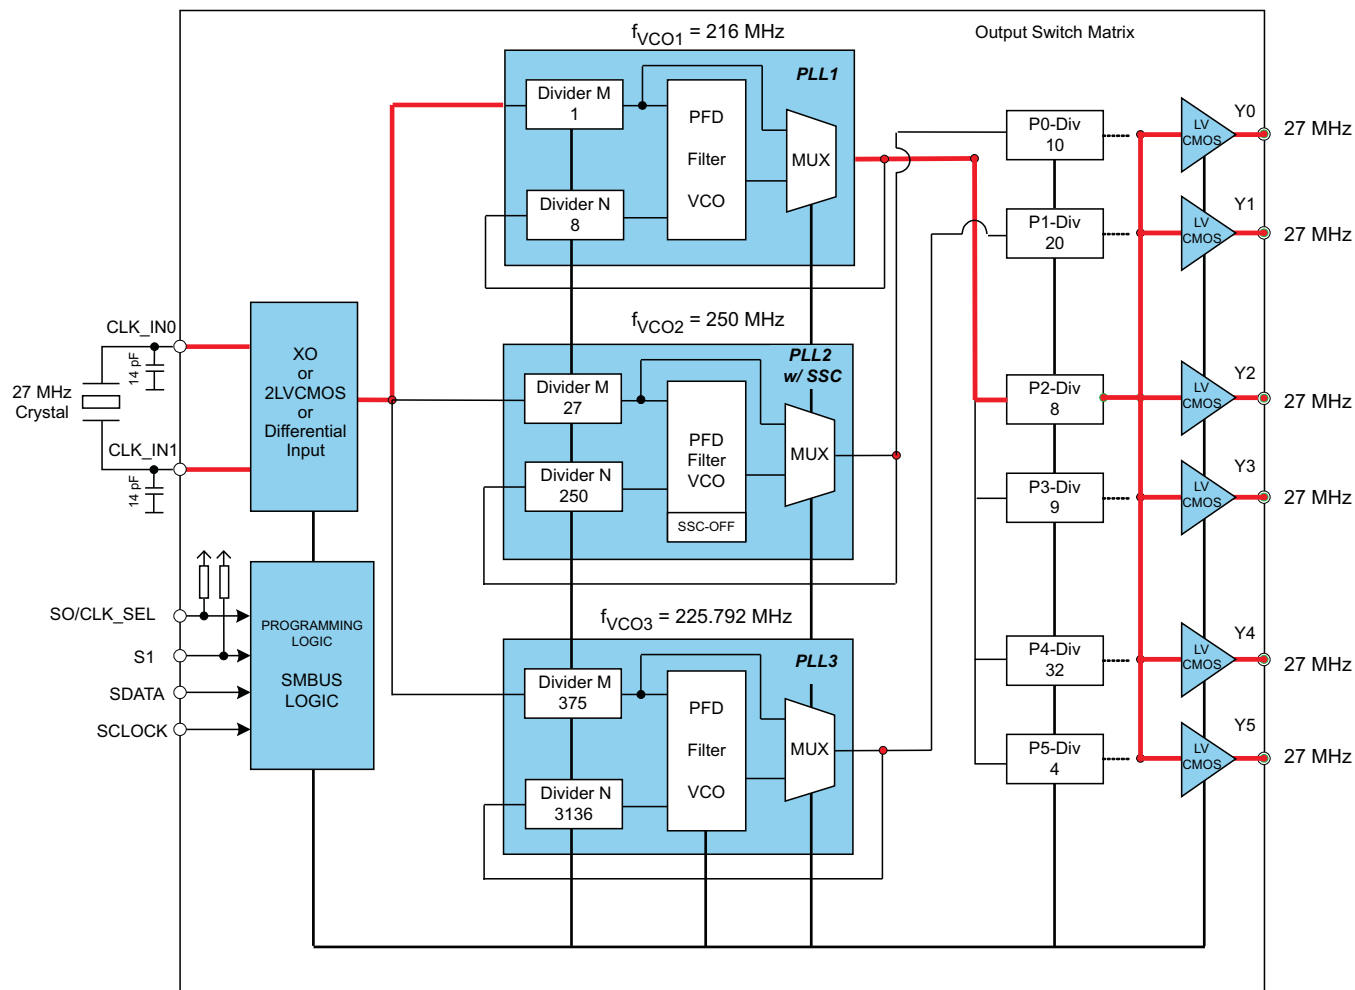 fVCO1 = 216 MHz
Output Switch Matrix
PLL1
Divider M
1
PFD
Filter
VCO
MUX
Divider N
8
P0-Div
10
LV
CMOS
Y0
27 MHz
P1-Div
20
LV
CMOS
Y1
27 MHz
fVCO2 = 250 MHz
PLL2
w/ SSC
Divider M
27
PFD
Filter
VCO
SSC-OFF
MUX
Divider N
250
P2-Div
8
LV
CMOS
Y2
27 MHz
P3-Div
9
LV
CMOS
Y3
27 MHz
CLK_IN0
14 pF
27 MHz
Crystal
CLK_IN1
14 pF
XO
or
2LVCMOS
or
Differential
Input
SO/CLK_SEL
S1
SDATA
SCLOCK
PROGRAMMING
LOGIC
SMBUS
LOGIC
fVCO3 = 225.792 MHz
PLL3
Divider M
375
PFD
Filter
VCO
MUX
Divider N
3136
P4-Div
32
LV
CMOS
Y4
27 MHz
P5-Div
4
LV
CMOS
Y5
27 MHz